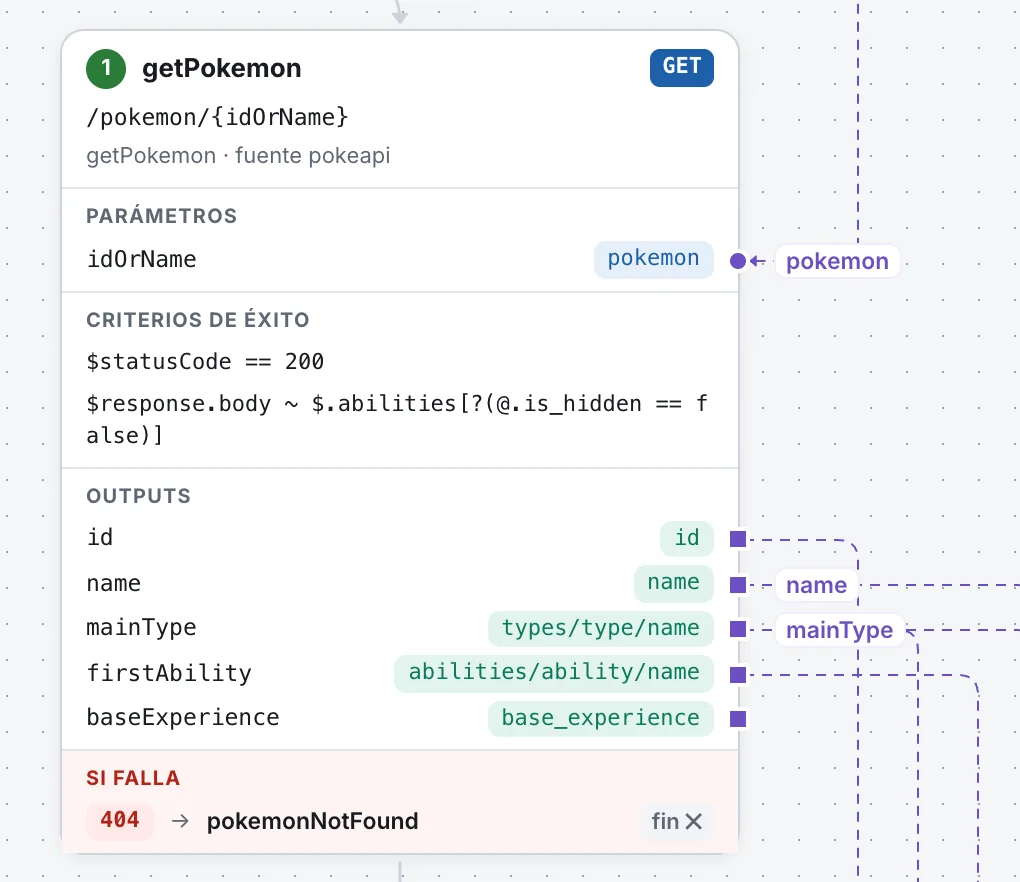 1 getPokemon GET
/pokemon/{idOrName}
getPokemon · fuente pokeapi
PARÁMETROS
idOrName pokemon pokemon
CRITERIOS DE ÉXITO
$statusCode == 200
$response.body ~ $.abilities[?(@.is_hidden == f
alse)]
OUTPUTS
id id
name name name
mainType types/type/name mainType
firstAbility abilities/ability/name
baseExperience base_experience
SI FALLA
404 → pokemonNotFound fin ✕